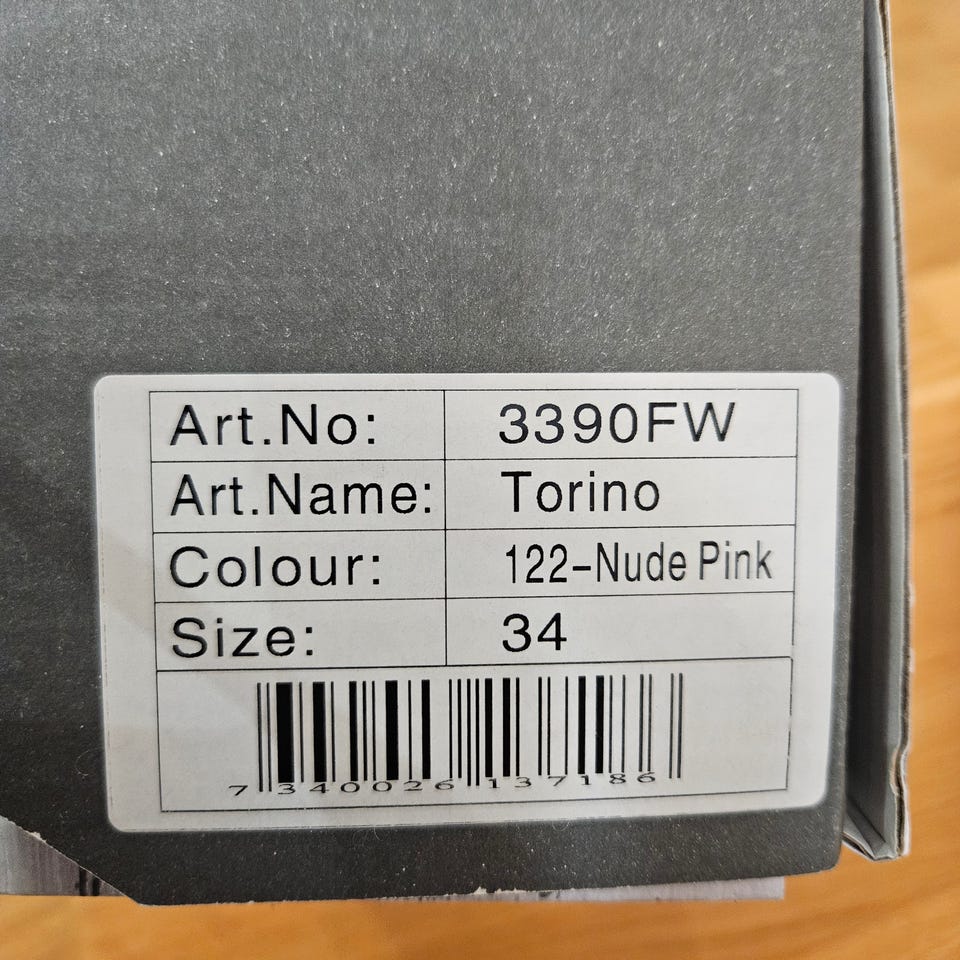 Art.No: 3390FW
Art.Name: Torino
Colour: 122-Nude Pink
Size: 34
7 340026 137186